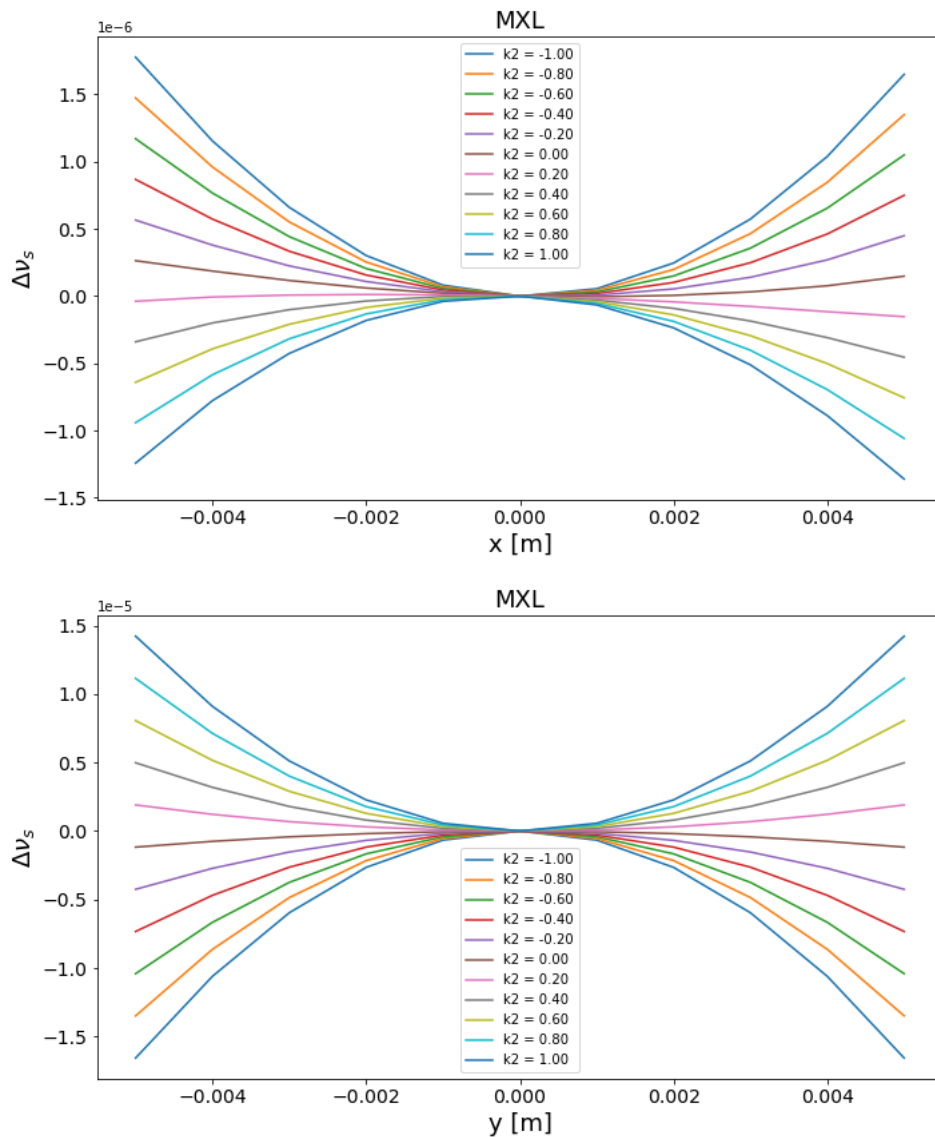 MXL
1e−6
k2 = -1.00
k2 = -0.80
k2 = -0.60
k2 = -0.40
k2 = -0.20
k2 = 0.00
k2 = 0.20
k2 = 0.40
k2 = 0.60
k2 = 0.80
k2 = 1.00
1.5
1.0
0.5
0.0
−0.5
−1.0
−1.5
Δνs
−0.004 −0.002 0.000 0.002 0.004
x [m]
MXL
1e−5
1.5
1.0
0.5
0.0
−0.5
−1.0
−1.5
Δνs
k2 = -1.00
k2 = -0.80
k2 = -0.60
k2 = -0.40
k2 = -0.20
k2 = 0.00
k2 = 0.20
k2 = 0.40
k2 = 0.60
k2 = 0.80
k2 = 1.00
−0.004 −0.002 0.000 0.002 0.004
y [m]